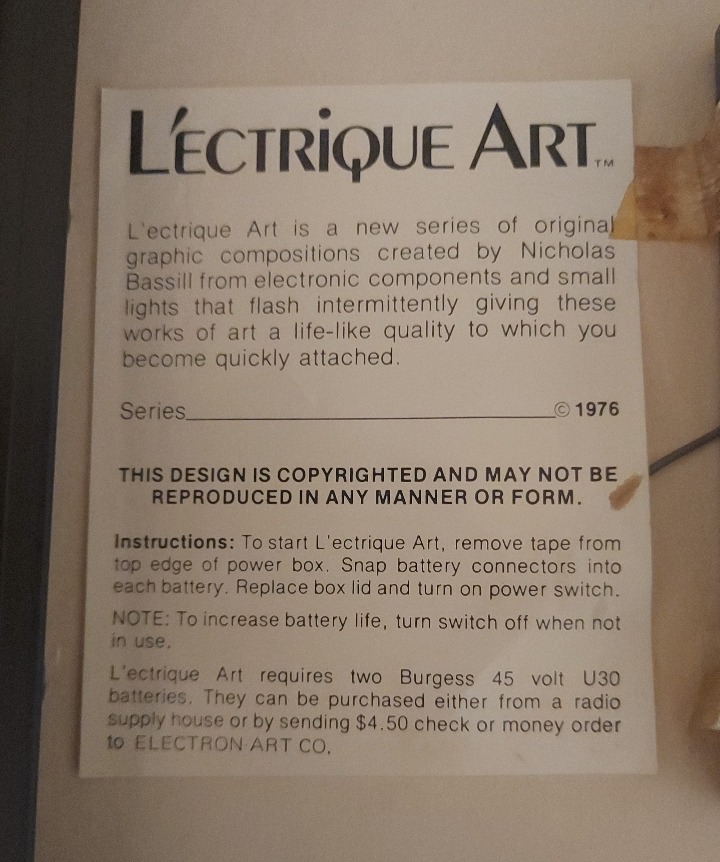 L'ECTRIQUE ART™
L'ectrique Art is a new series of original
graphic compositions created by Nicholas
Bassill from electronic components and small
lights that flash intermittently giving these
works of art a life-like quality to which you
become quickly attached.
Series____________________© 1976
THIS DESIGN IS COPYRIGHTED AND MAY NOT BE
REPRODUCED IN ANY MANNER OR FORM.
Instructions: To start L'ectrique Art, remove tape from
top edge of power box. Snap battery connectors into
each battery. Replace box lid and turn on power switch.
NOTE: To increase battery life, turn switch off when not
in use.
L'ectrique Art requires two Burgess 45 volt U30
batteries. They can be purchased either from a radio
supply house or by sending $4.50 check or money order
to ELECTRON ART CO.